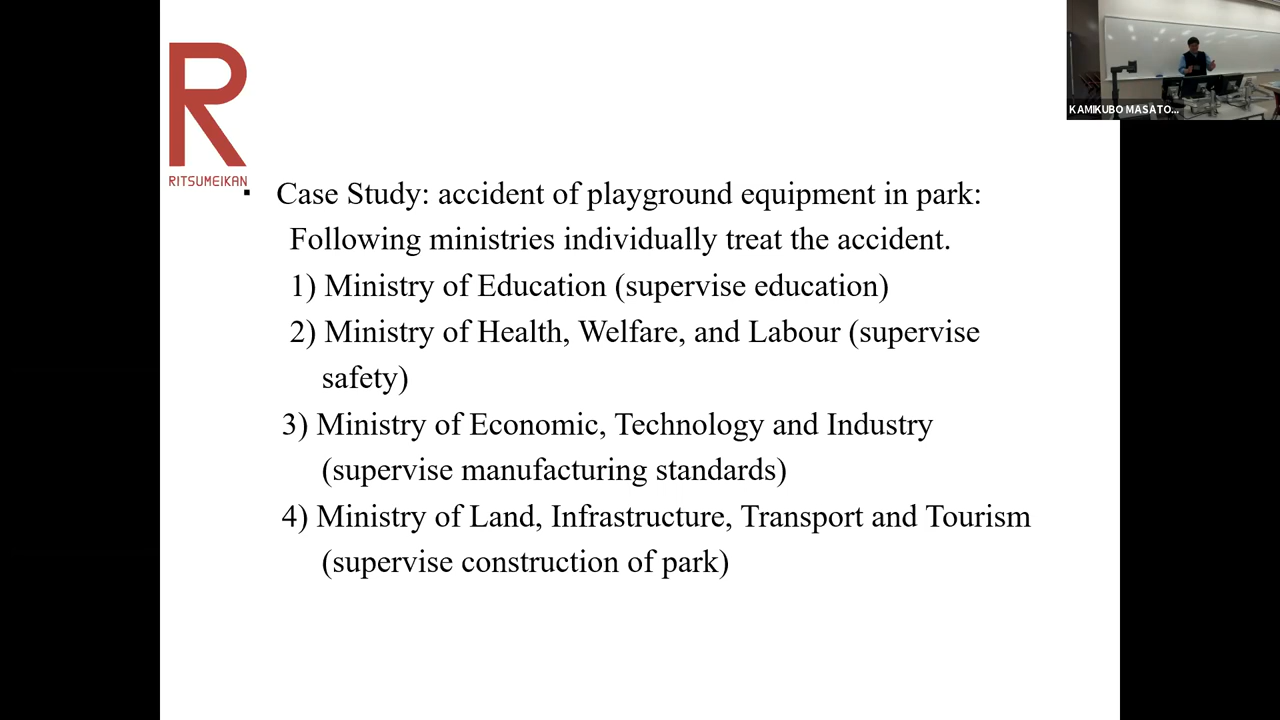 R
RITSUMEIKAN
KAMIKUBO MASATO...
▪ Case Study: accident of playground equipment in park:
Following ministries individually treat the accident.
1) Ministry of Education (supervise education)
2) Ministry of Health, Welfare, and Labour (supervise
safety)
3) Ministry of Economic, Technology and Industry
(supervise manufacturing standards)
4) Ministry of Land, Infrastructure, Transport and Tourism
(supervise construction of park)